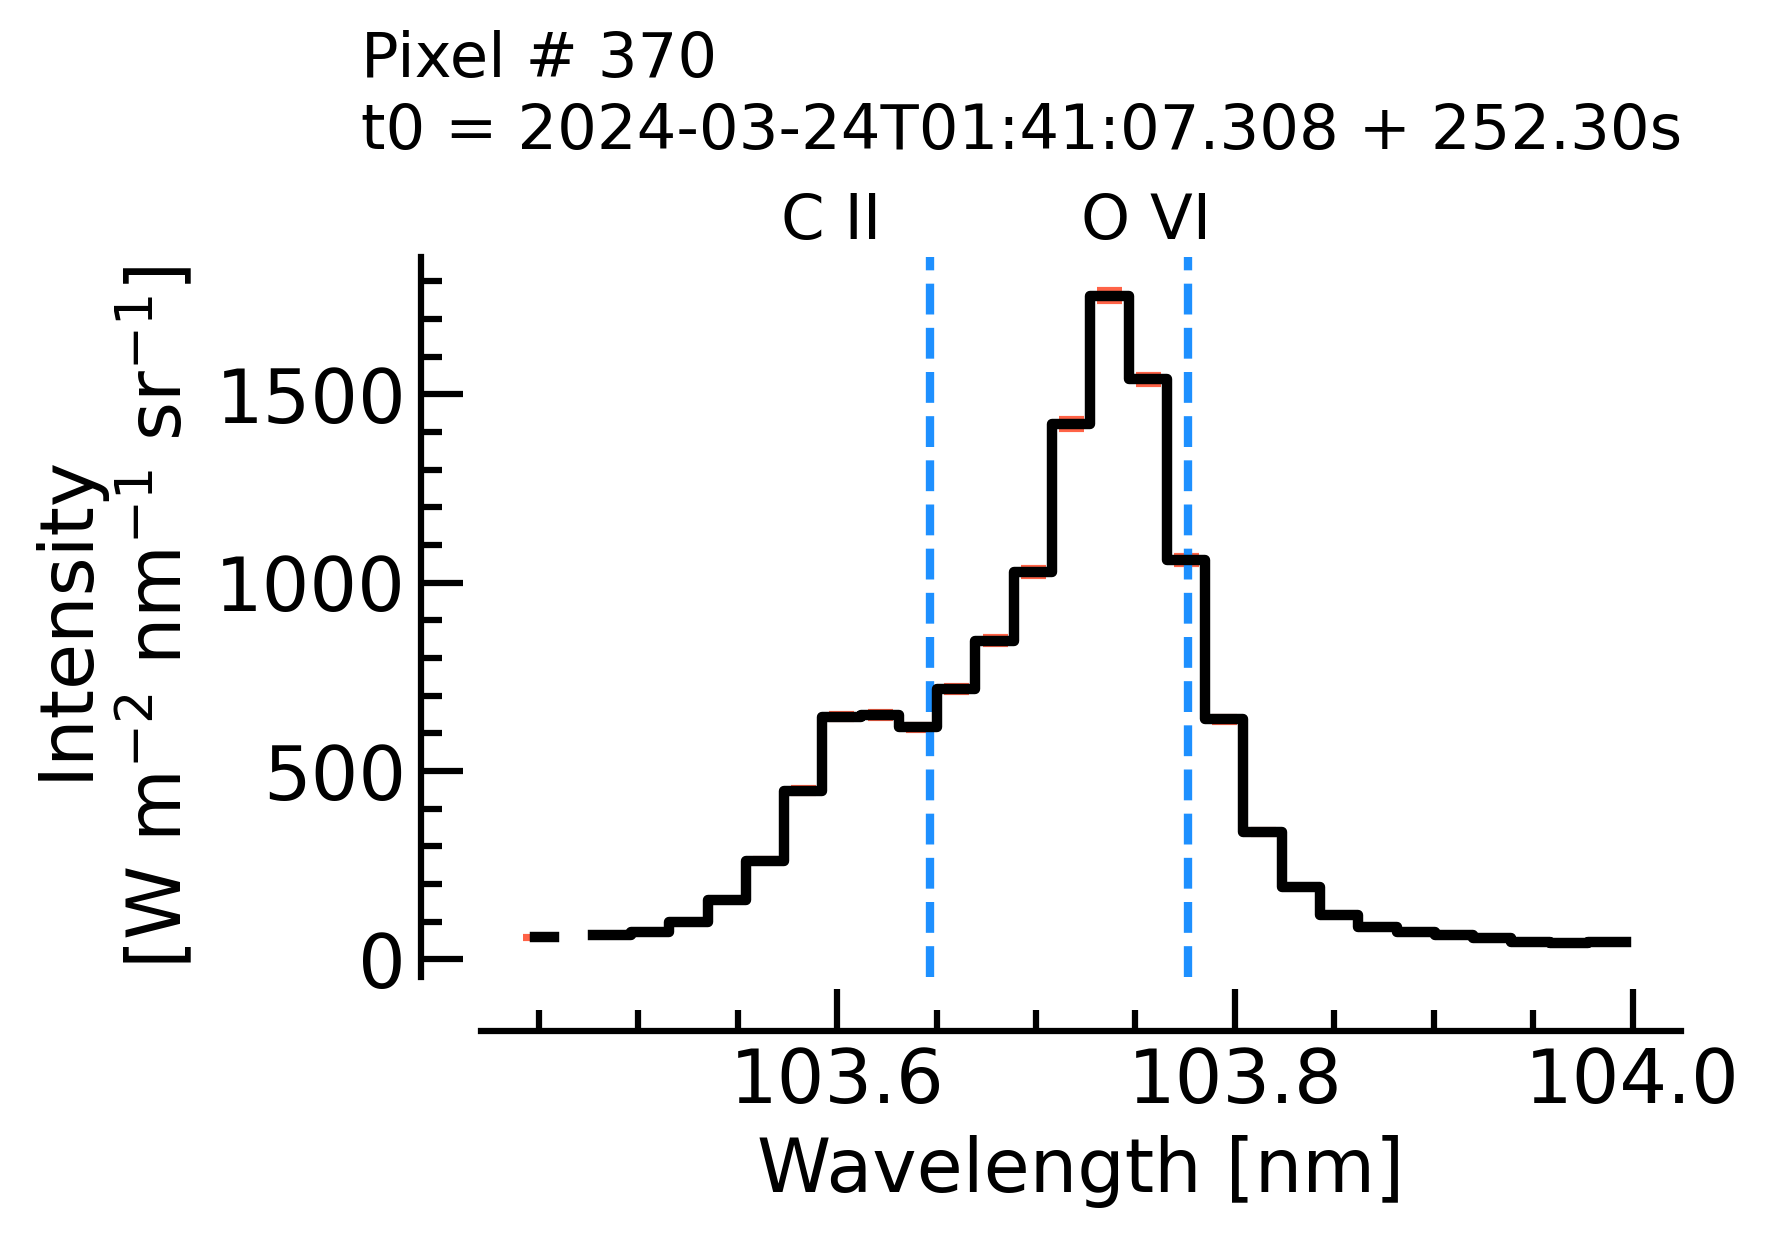 Pixel # 370
t0 = 2024-03-24T01:41:07.308 + 252.30s
C II O VI
Intensity
[W m⁻² nm⁻¹ sr⁻¹]
1500
1000
500
0
103.6 103.8 104.0
Wavelength [nm]